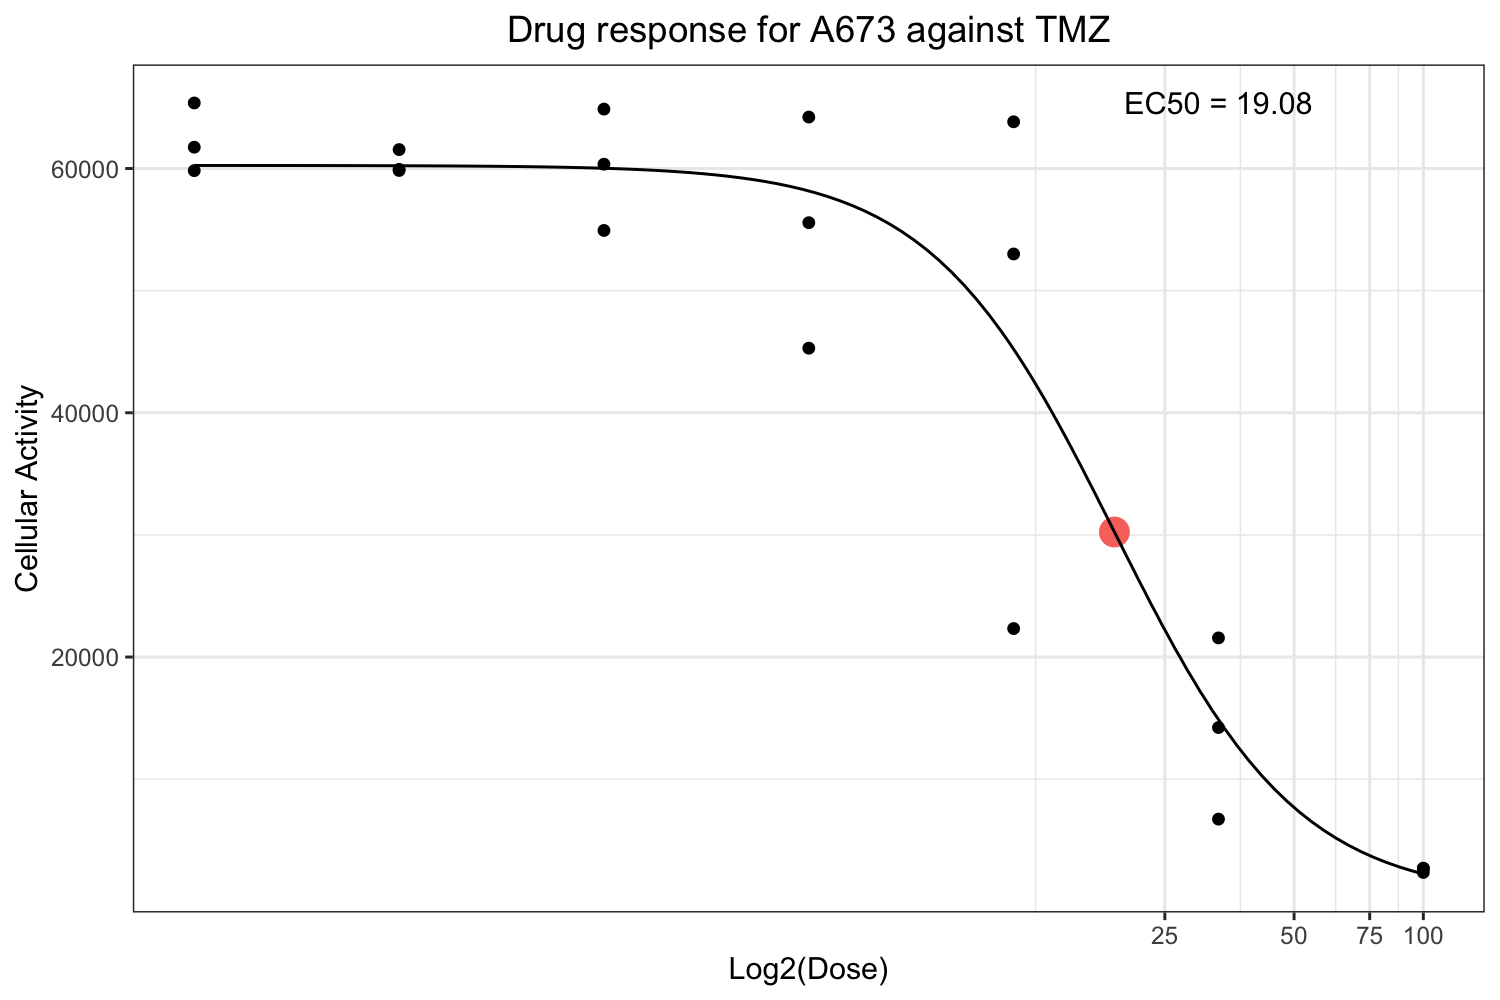 Drug response for A673 against TMZ
EC50 = 19.08
60000
40000
20000
Cellular Activity
25 50 75 100
Log2(Dose)